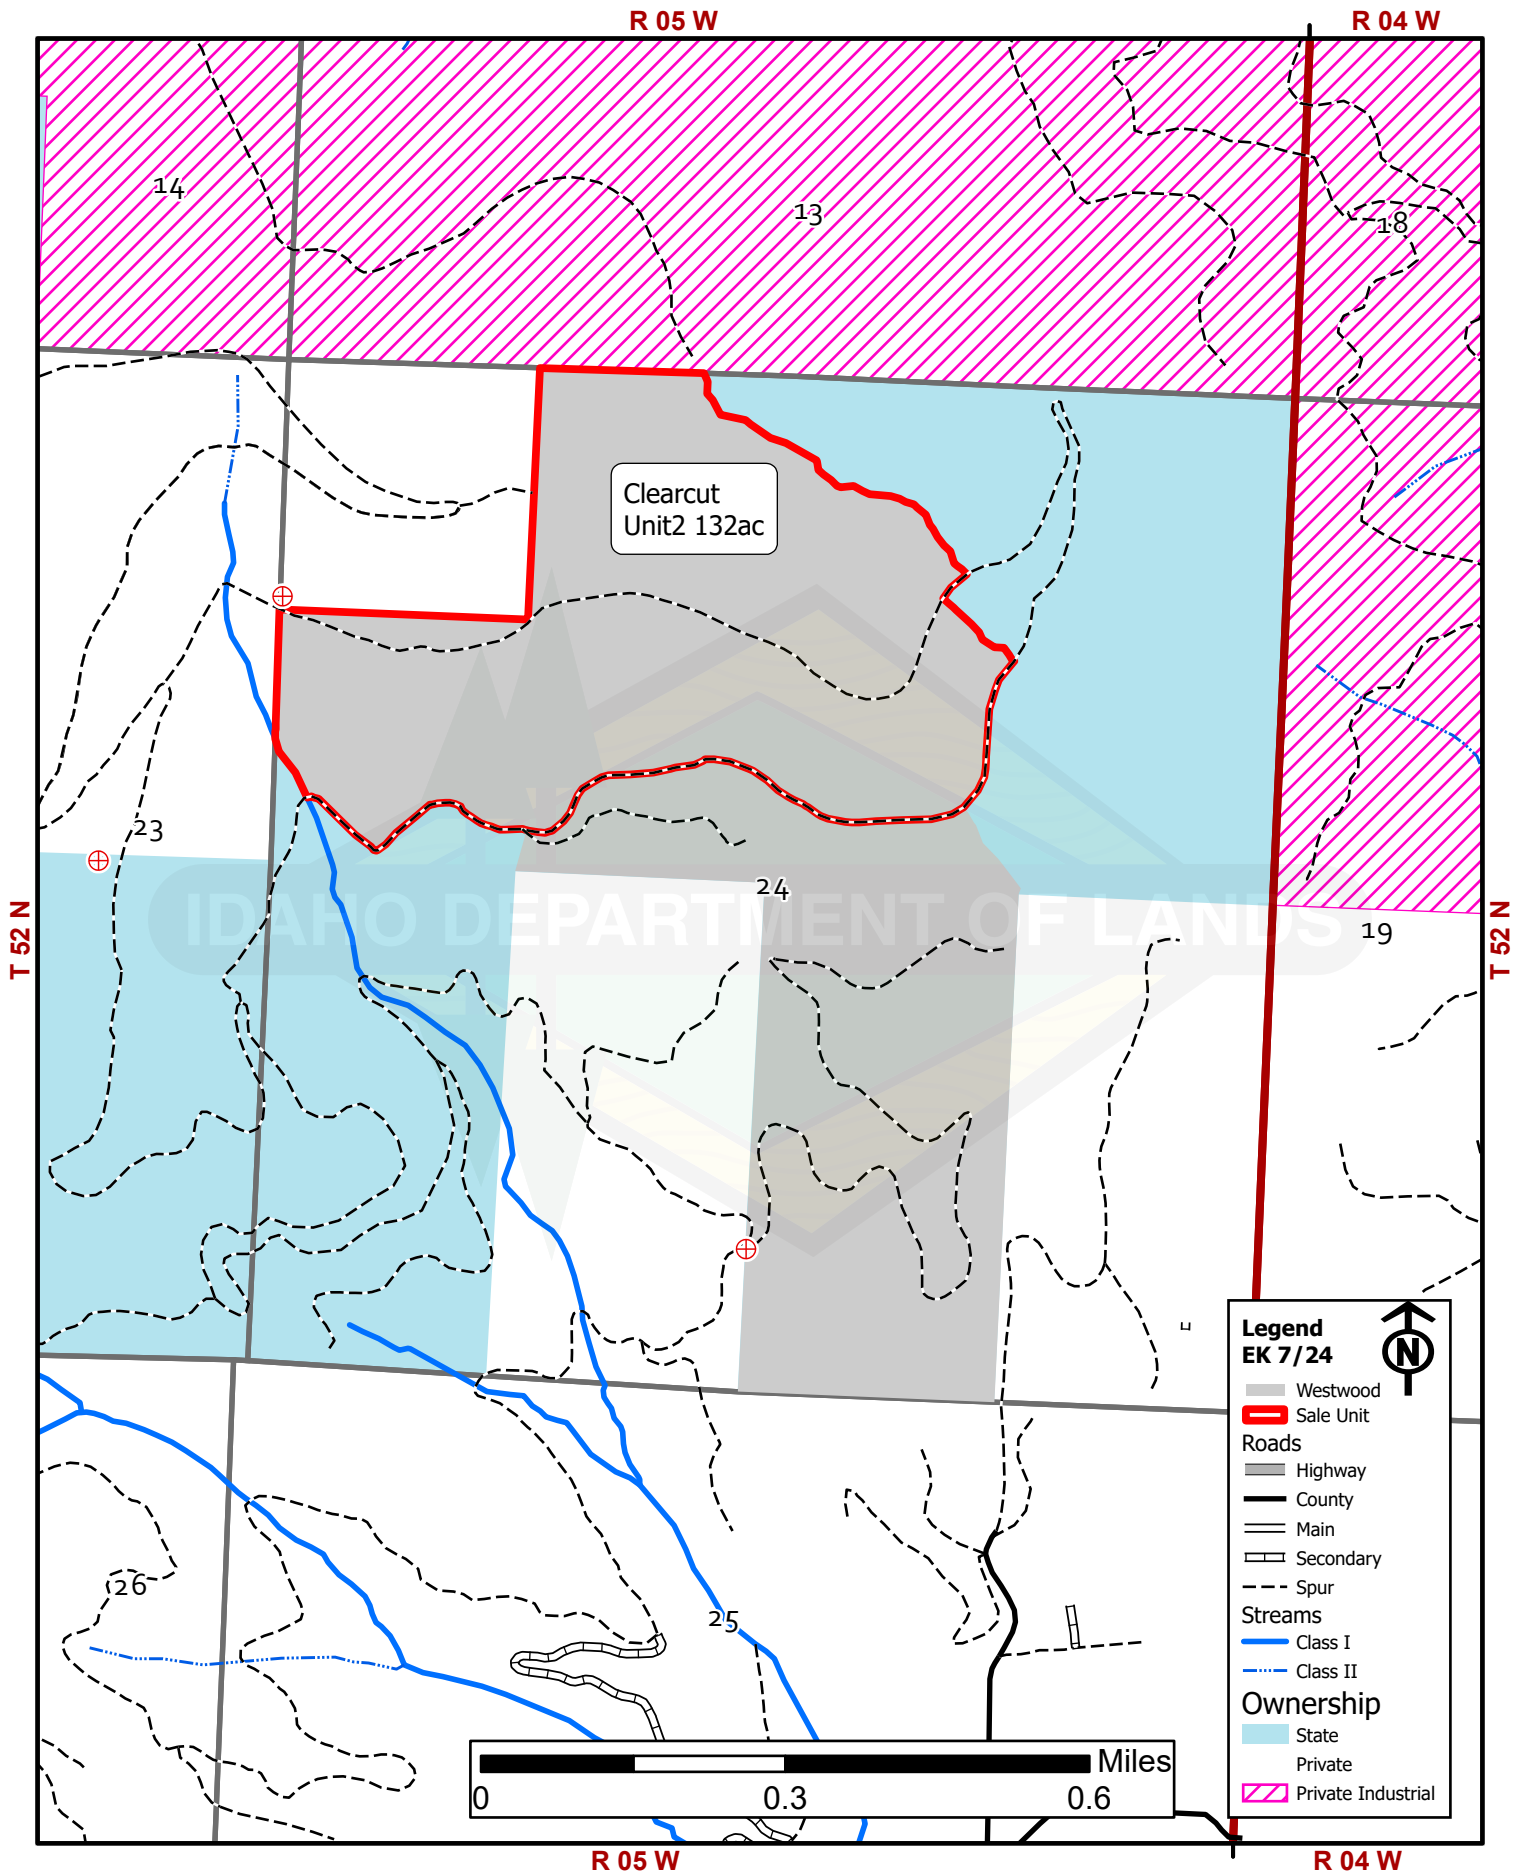 R 05 W
R 04 W
14
13
18
Clearcut
Unit2 132ac
23
24
IDAHO DEPARTMENT OF LANDS
19
T 52 N
T 52 N
Legend
EK 7/24
N
Westwood
Sale Unit
Roads
Highway
County
Main
Secondary
Spur
Streams
Class I
Class II
Ownership
State
Private
Private Industrial
26
25
Miles
0
0.3
0.6
R 05 W
R 04 W